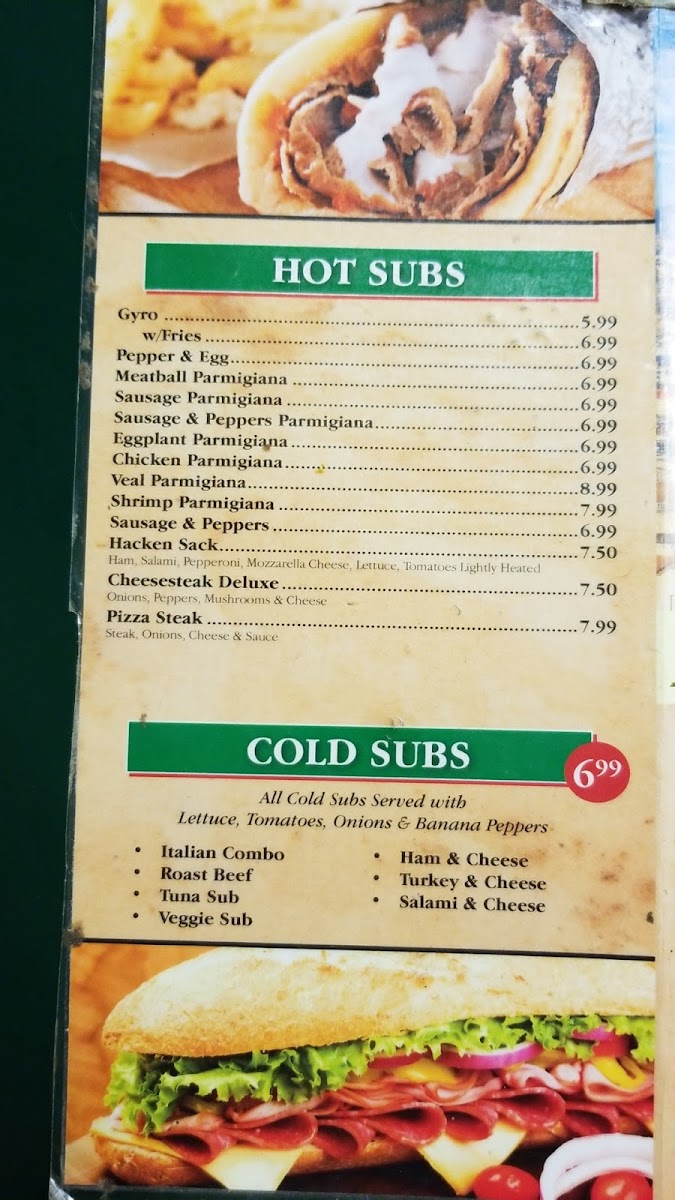 HOT SUBS
Gyro ........ 5.99
w/Fries ........ 6.99
Pepper & Egg ........ 6.99
Meatball Parmigiana ........ 6.99
Sausage Parmigiana ........ 6.99
Sausage & Peppers Parmigiana ........ 6.99
Eggplant Parmigiana ........ 6.99
Chicken Parmigiana ........ 6.99
Veal Parmigiana ........ 8.99
Shrimp Parmigiana ........ 7.99
Sausage & Peppers ........ 6.99
Hacken Sack ........ 7.50
Ham, Salami, Pepperoni, Mozzarella Cheese, Lettuce, Tomatoes Lightly Heated
Cheesesteak Deluxe ........ 7.50
Onions, Peppers, Mushrooms & Cheese
Pizza Steak ........ 7.99
Steak, Onions, Cheese & Sauce
COLD SUBS 6⁹⁹
All Cold Subs Served with
Lettuce, Tomatoes, Onions & Banana Peppers
• Italian Combo
• Roast Beef
• Tuna Sub
• Veggie Sub
• Ham & Cheese
• Turkey & Cheese
• Salami & Cheese